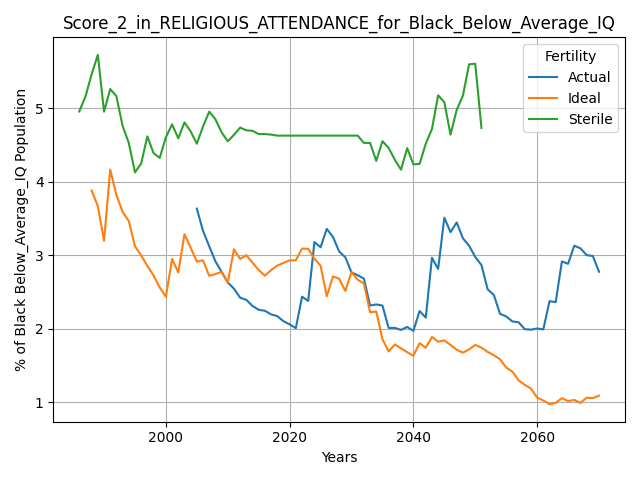 Score_2_in_RELIGIOUS_ATTENDANCE_for_Black_Below_Average_IQ
% of Black Below_Average_IQ Population
5
4
3
2
1
Fertility
Actual
Ideal
Sterile
2000
2020
2040
2060
Years